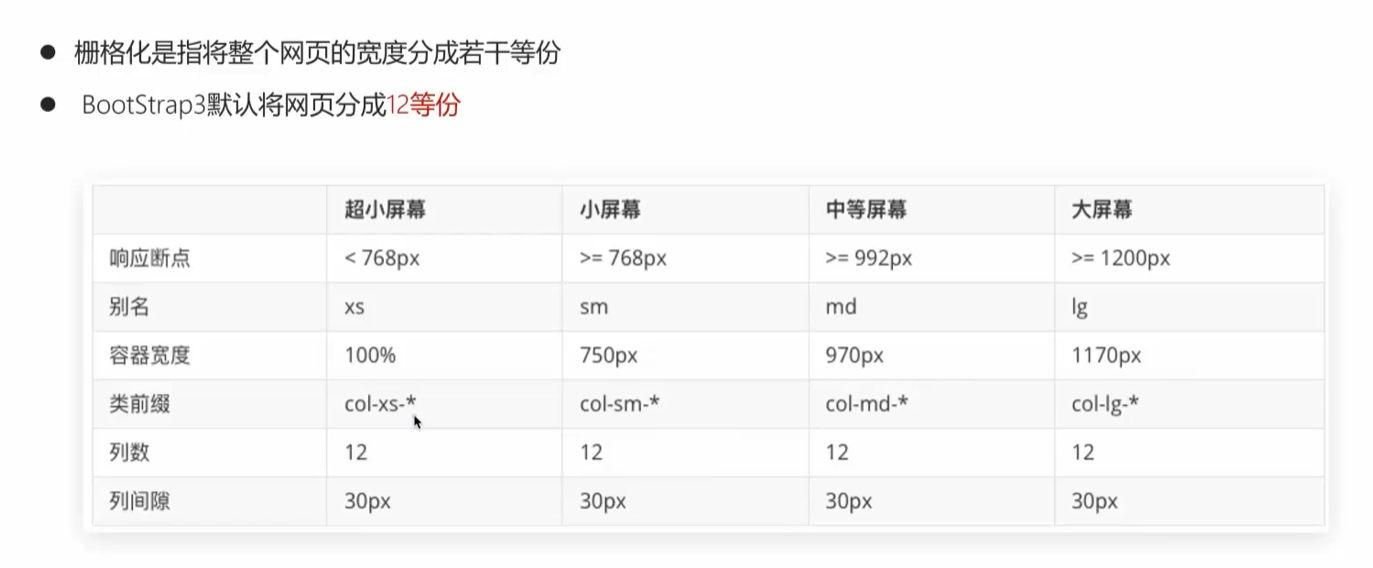 栅格化是指将整个网页的宽度分成若干等份
BootStrap3默认将网页分成12等份
超小屏幕 小屏幕 中等屏幕 大屏幕
响应断点 < 768px >= 768px >= 992px >= 1200px
别名 xs sm md lg
容器宽度 100% 750px 970px 1170px
类前缀 col-xs-* col-sm-* col-md-* col-lg-*
列数 12 12 12 12
列间隙 30px 30px 30px 30px